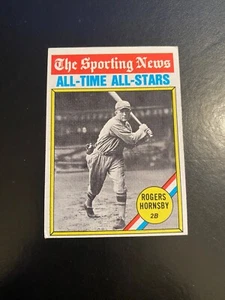 The Sporting News
ALL-TIME ALL-STARS
ROGERS
HORNSBY
2B